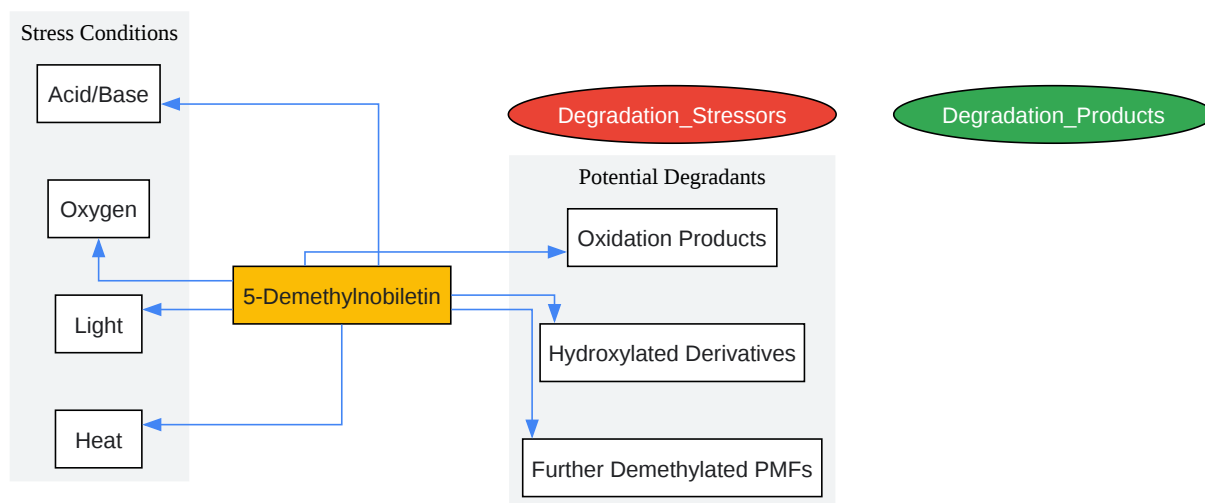 Stress Conditions
Acid/Base
Oxygen
Light
Heat
5-Demethylnobiletin
Degradation_Stressors
Degradation_Products
Potential Degradants
Oxidation Products
Hydroxylated Derivatives
Further Demethylated PMFs